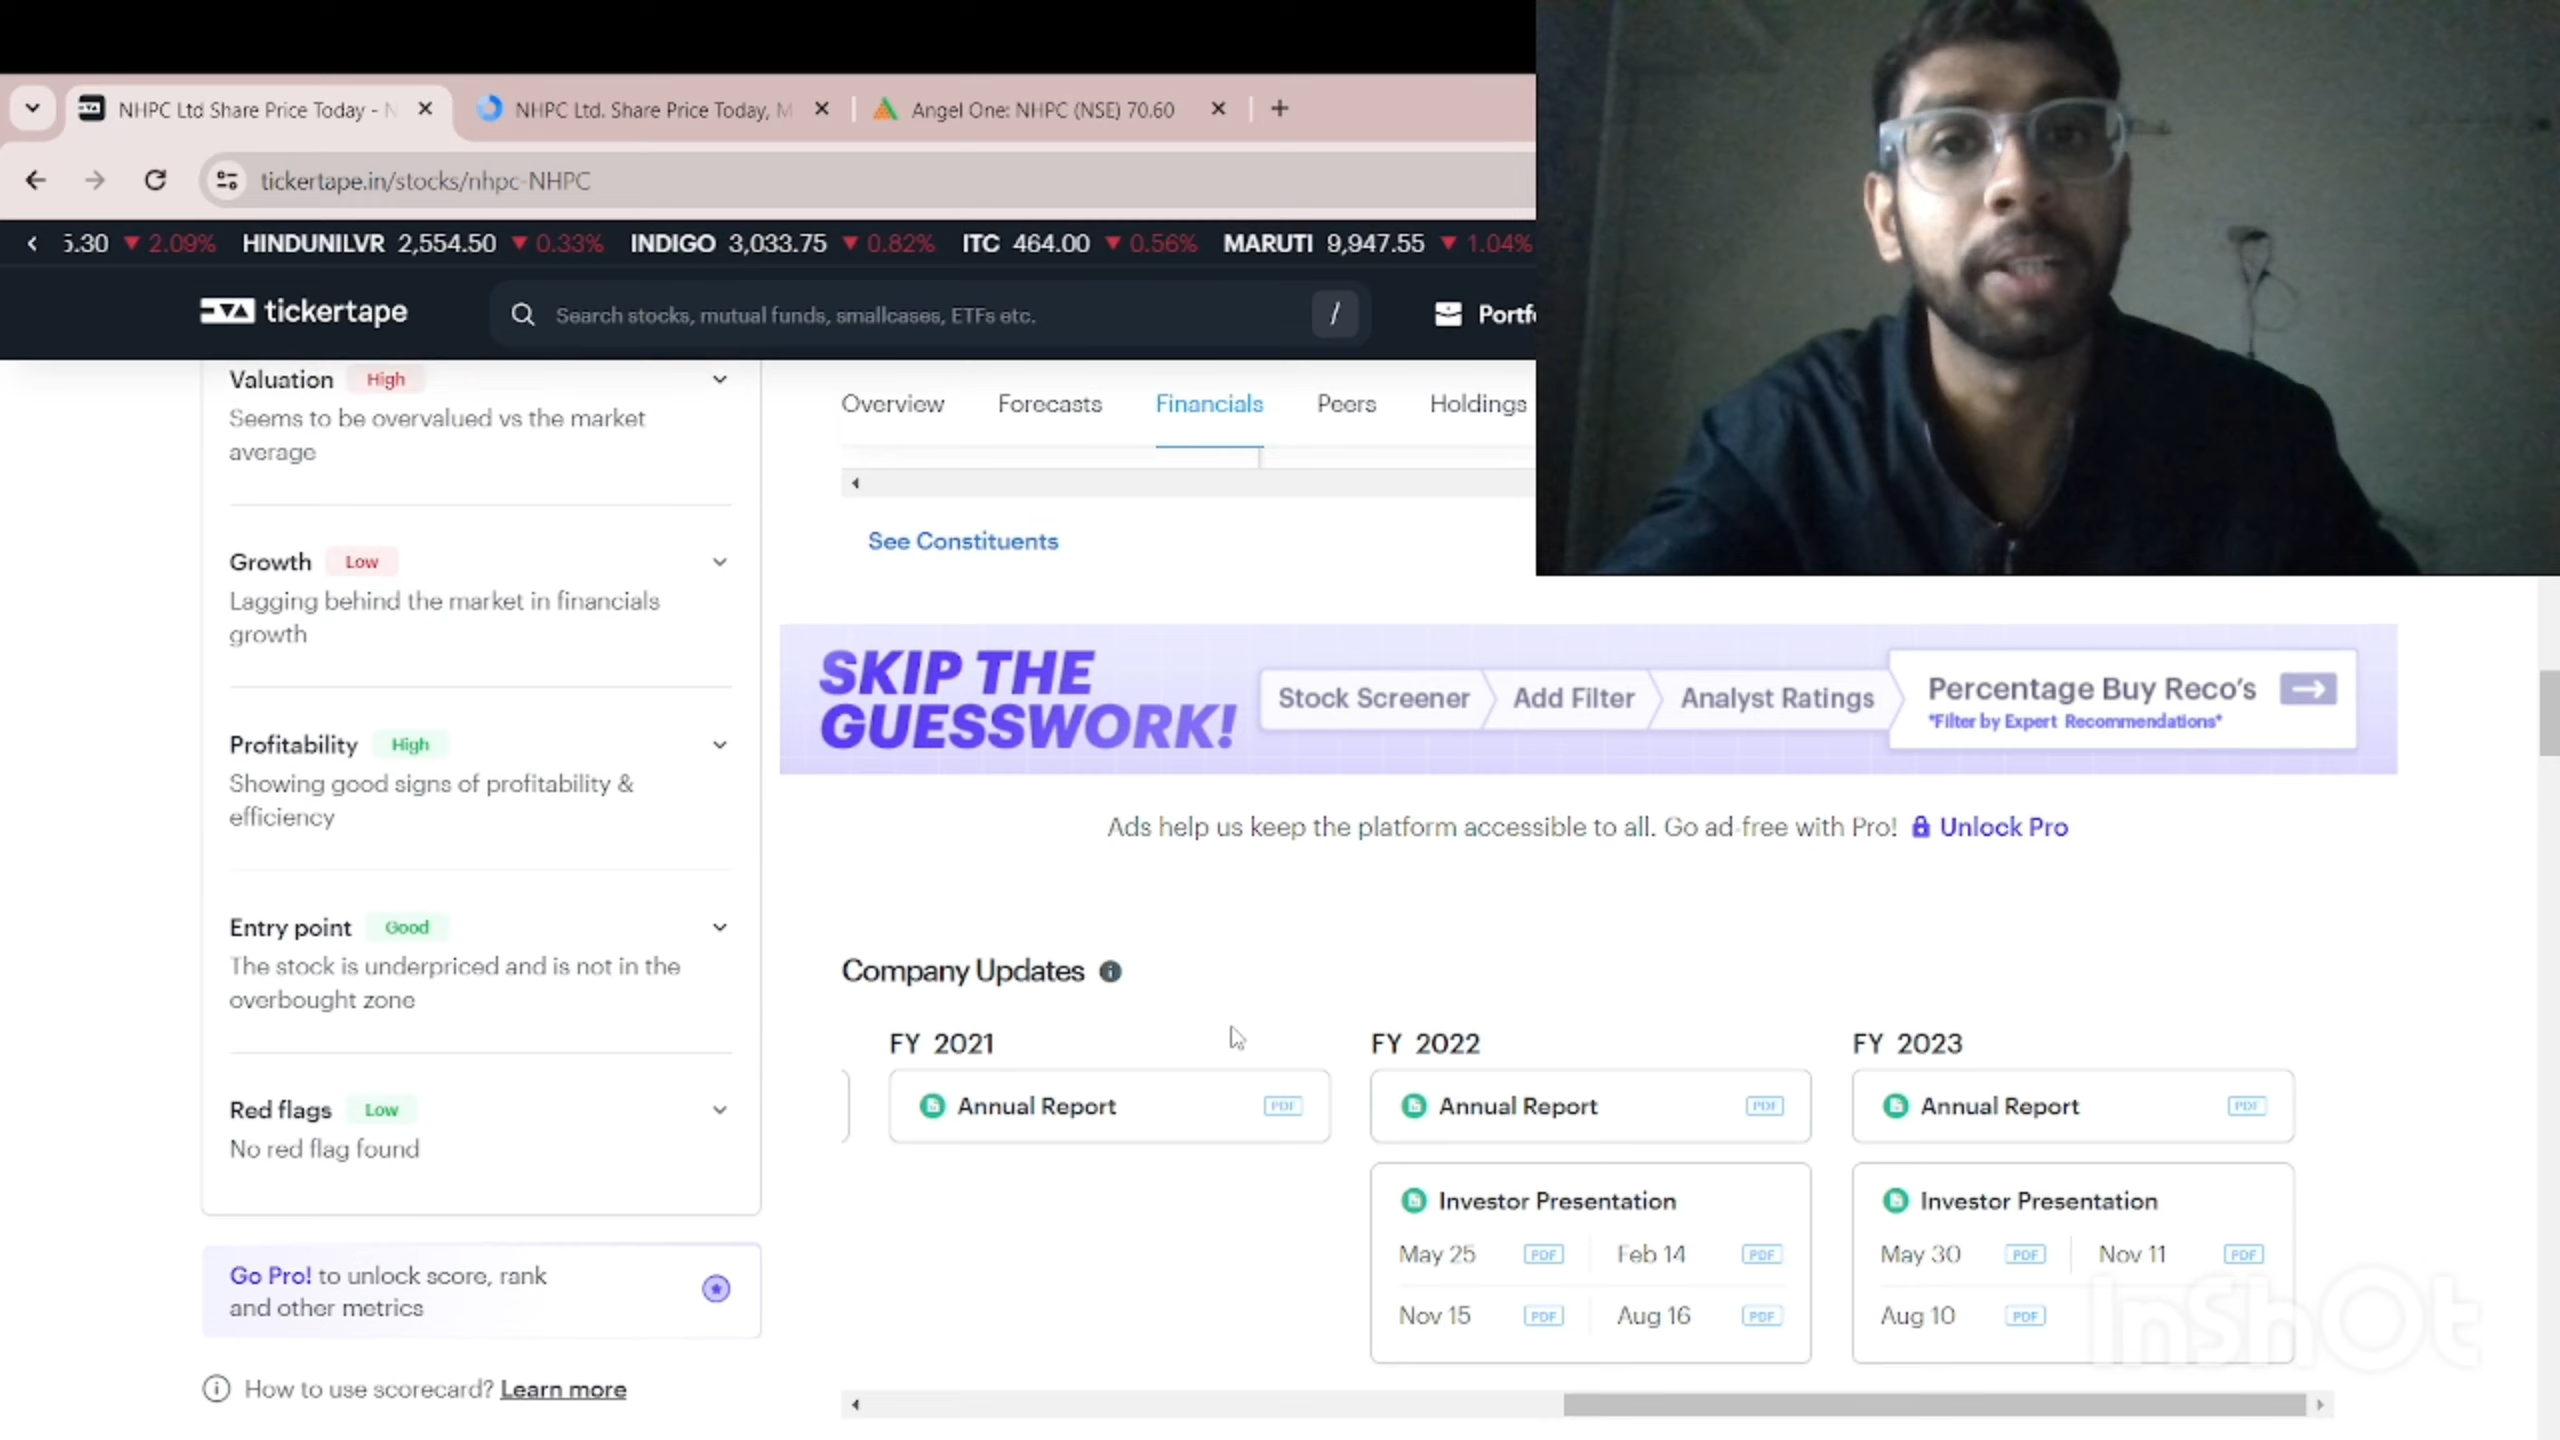 NHPC Ltd Share Price Today - N
NHPC Ltd. Share Price Today, M
Angel One: NHPC (NSE) 70.60
tickertape.in/stocks/nhpc-NHPC
5.30 ▼ 2.09% HINDUNILVR 2,554.50 ▼ 0.33% INDIGO 3,033.75 ▼ 0.82% ITC 464.00 ▼ 0.56% MARUTI 9,947.55 ▼ 1.04%
tickertape
Search stocks, mutual funds, smallcases, ETFs etc.
/
Portfo
Valuation High
Seems to be overvalued vs the market
average
Growth Low
Lagging behind the market in financials
growth
Profitability High
Showing good signs of profitability &
efficiency
Entry point Good
The stock is underpriced and is not in the
overbought zone
Red flags Low
No red flag found
Go Pro! to unlock score, rank
and other metrics
How to use scorecard? Learn more
Overview Forecasts Financials Peers Holdings
See Constituents
SKIP THE
GUESSWORK!
Stock Screener Add Filter Analyst Ratings Percentage Buy Reco's
*Filter by Expert Recommendations*
Ads help us keep the platform accessible to all. Go ad-free with Pro! Unlock Pro
Company Updates
FY 2021 FY 2022 FY 2023
Annual Report PDF Annual Report PDF Annual Report PDF
Investor Presentation Investor Presentation
May 25 PDF Feb 14 PDF May 30 PDF Nov 11 PDF
Nov 15 PDF Aug 16 PDF Aug 10 PDF
InShOt